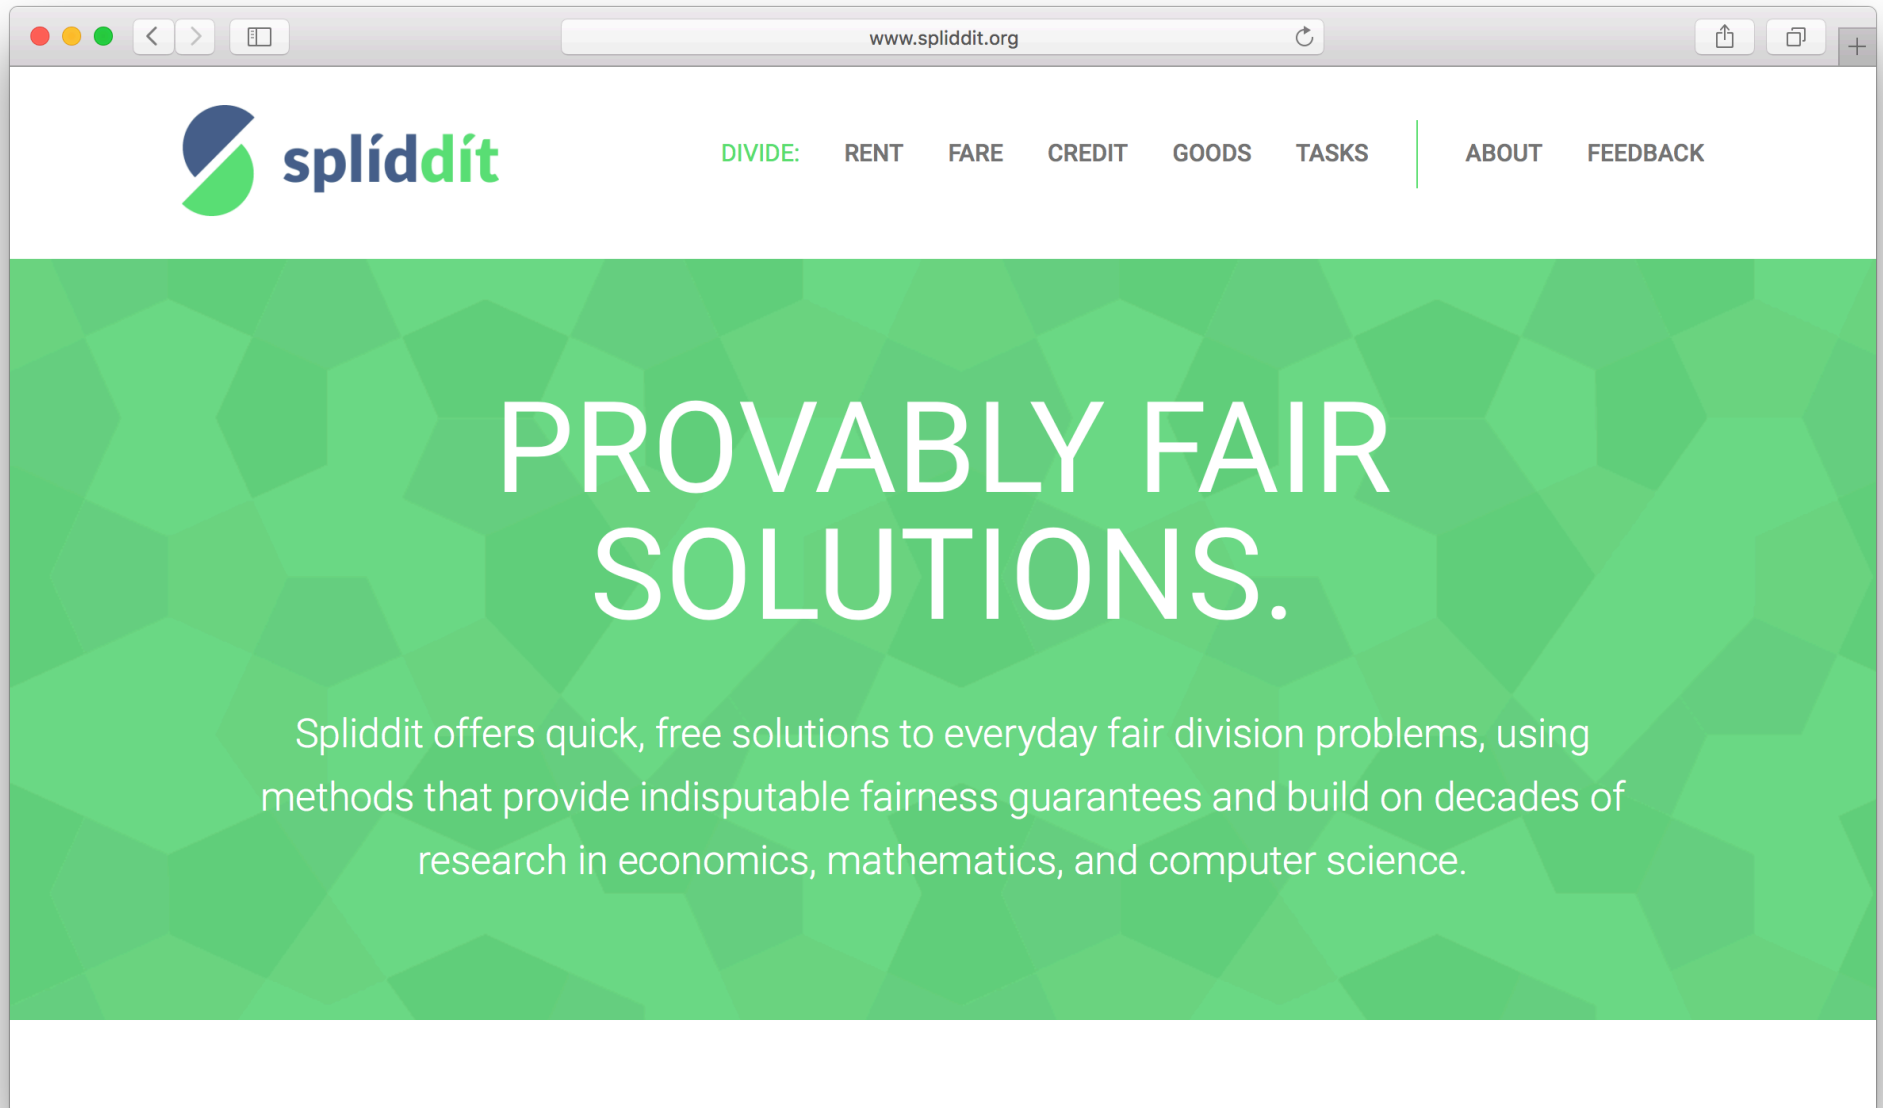 www.spliddit.org
splíddít
DIVIDE: RENT FARE CREDIT GOODS TASKS ABOUT FEEDBACK
PROVABLY FAIR
SOLUTIONS.
Spliddit offers quick, free solutions to everyday fair division problems, using
methods that provide indisputable fairness guarantees and build on decades of
research in economics, mathematics, and computer science.